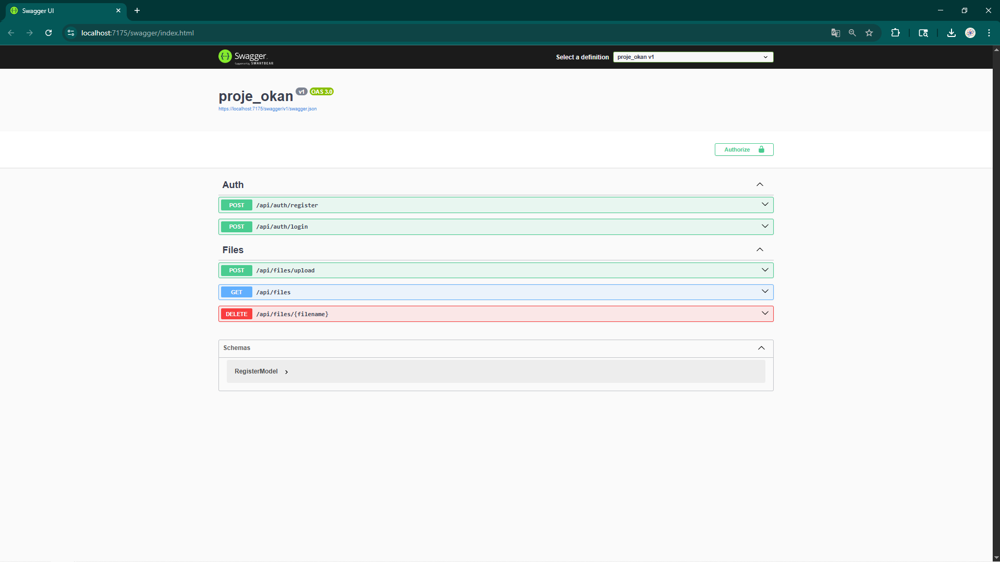 Swagger UI
localhost:7175/swagger/index.html
Swagger
Supported by SMARTBEAR
Select a definition
proje_okan v1
proje_okan v1 OAS 3.0
https://localhost:7175/swagger/v1/swagger.json
Authorize
Auth
POST /api/auth/register
POST /api/auth/login
Files
POST /api/files/upload
GET /api/files
DELETE /api/files/{filename}
Schemas
RegisterModel